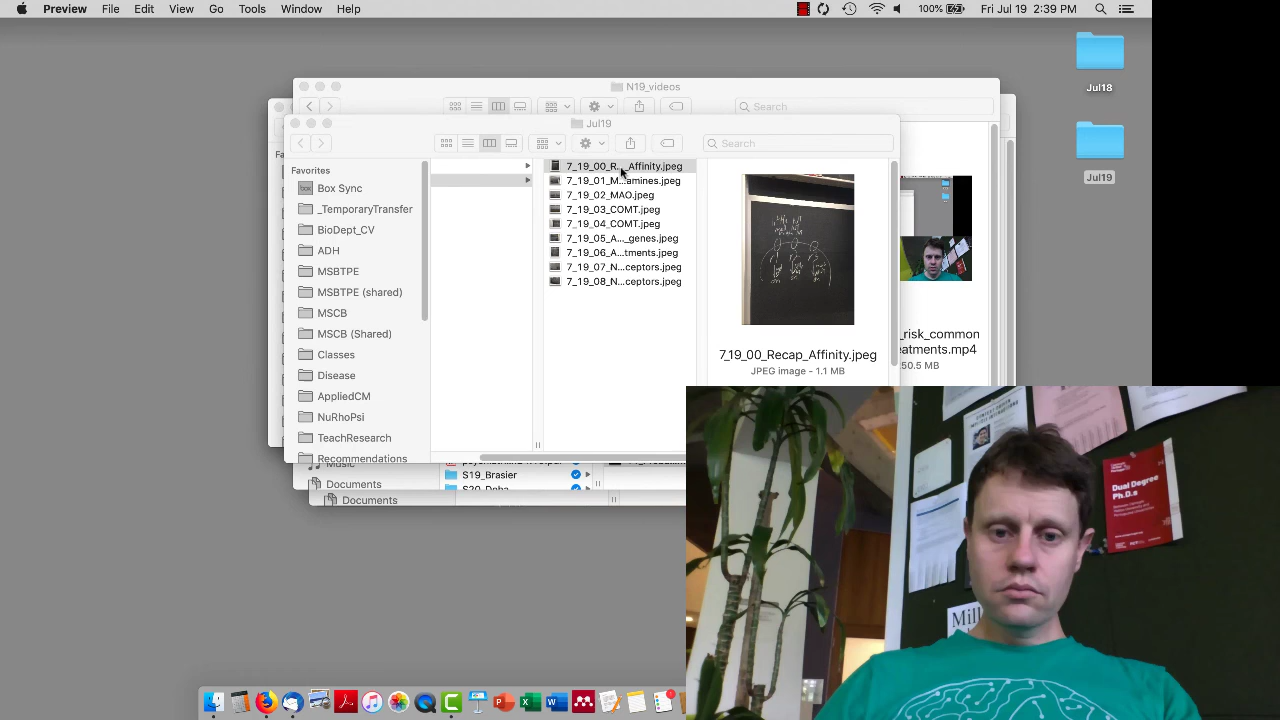 Preview File Edit View Go Tools Window Help
100% Fri Jul 19 2:39 PM
Jul18
Jul19
N19_videos
Search
Jul19
Search
Favorites
Box Sync
_TemporaryTransfer
BioDept_CV
ADH
MSBTPE
MSBTPE (shared)
MSCB
MSCB (Shared)
Classes
Disease
AppliedCM
NuRhoPsi
TeachResearch
Recommendations
7_19_00_R..._Affinity.jpeg
7_19_01_M...amines.jpeg
7_19_02_MAO.jpeg
7_19_03_COMT.jpeg
7_19_04_COMT.jpeg
7_19_05_A..._genes.jpeg
7_19_06_A...tments.jpeg
7_19_07_N...ceptors.jpeg
7_19_08_N...ceptors.jpeg
7_19_00_Recap_Affinity.jpeg
JPEG image - 1.1 MB
_risk_common
eatments.mp4
50.5 MB
Music
Documents
Documents
S19_Brasier
S20_Doha
Dual Degree
Ph.D.s
Mill